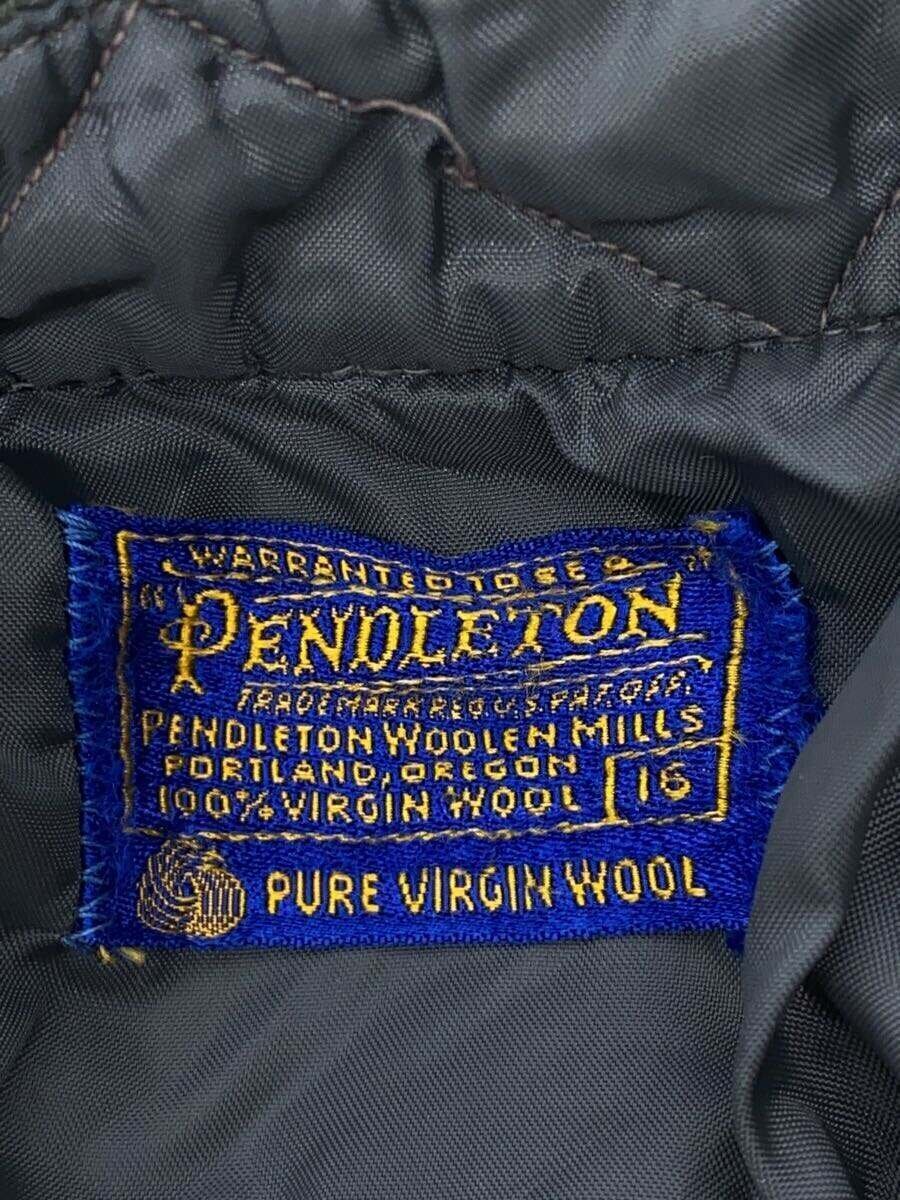 WARRANTED TO BE A
"PENDLETON"
TRADEMARK REG. U.S. PAT. OFF.
PENDLETON WOOLEN MILLS
PORTLAND, OREGON
100% VIRGIN WOOL 16
PURE VIRGIN WOOL